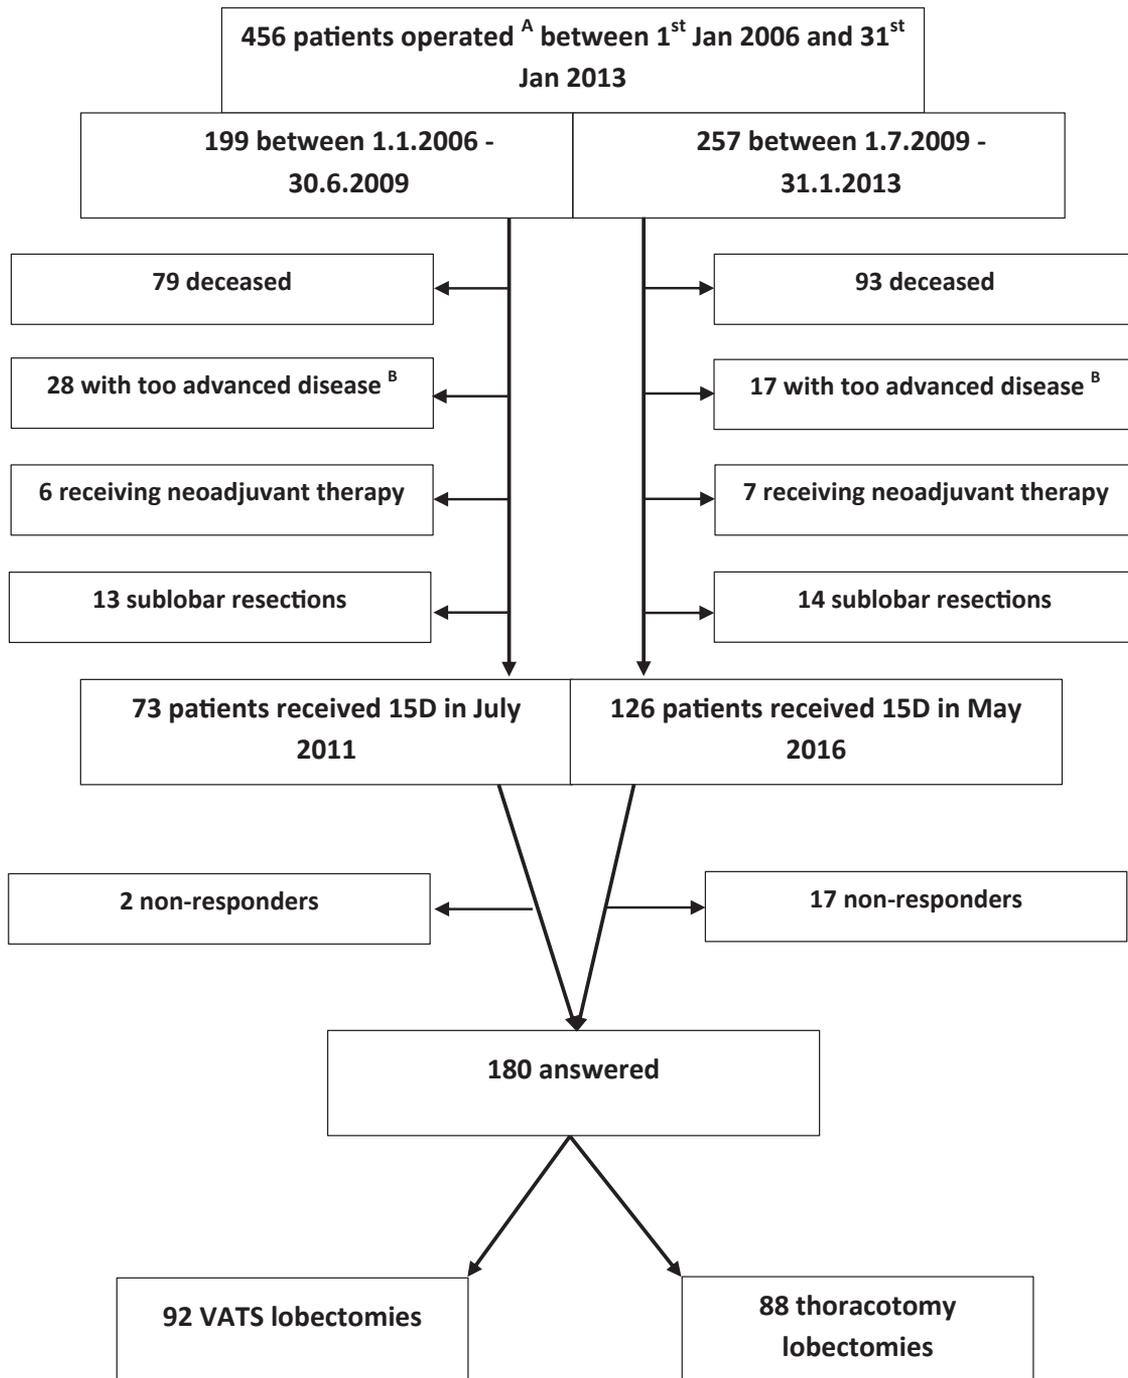 456 patients operated A between 1st Jan 2006 and 31st
Jan 2013
199 between 1.1.2006 -
30.6.2009
257 between 1.7.2009 -
31.1.2013
79 deceased
93 deceased
28 with too advanced disease B
17 with too advanced disease B
6 receiving neoadjuvant therapy
7 receiving neoadjuvant therapy
13 sublobar resections
14 sublobar resections
73 patients received 15D in July
2011
126 patients received 15D in May
2016
2 non-responders
17 non-responders
180 answered
92 VATS lobectomies
88 thoracotomy
lobectomies